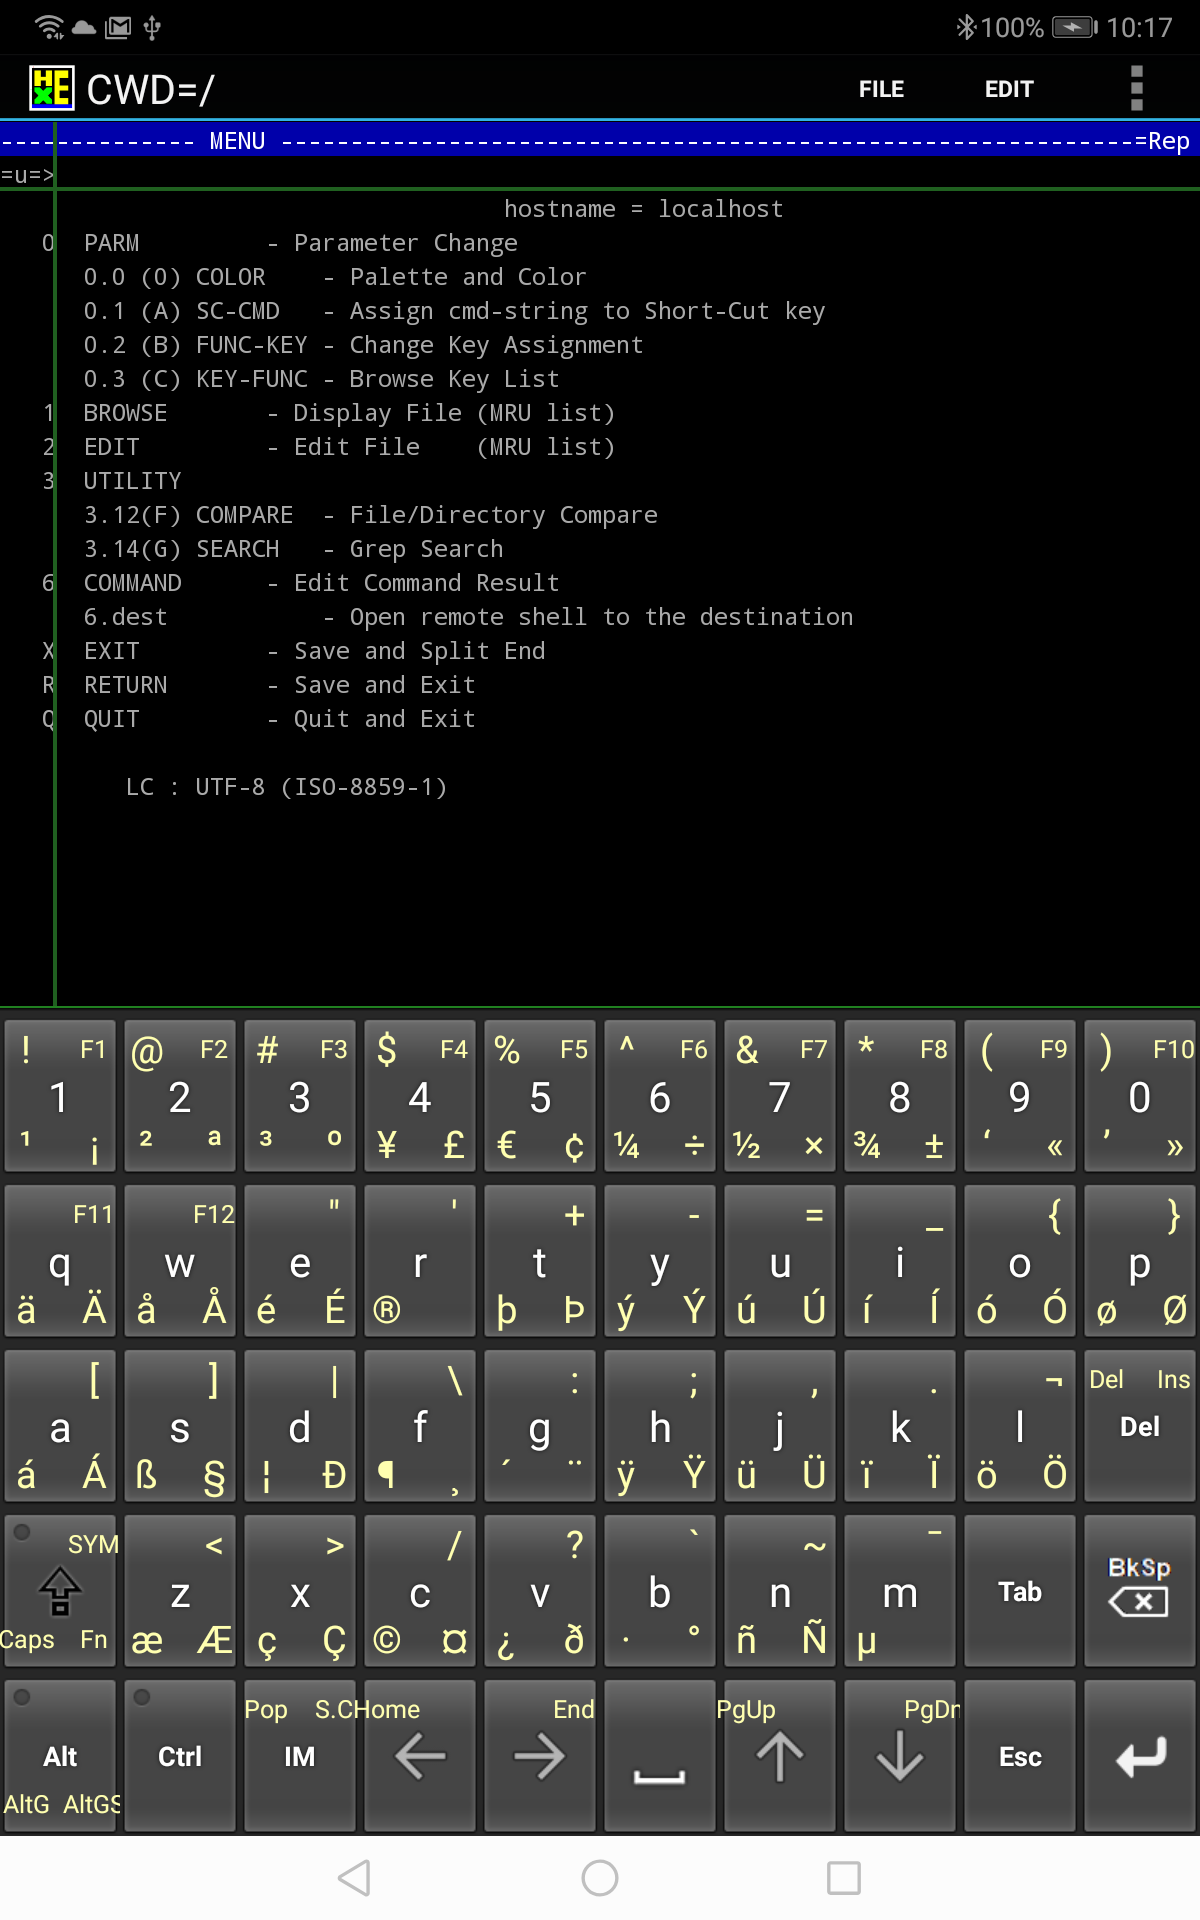 100% 10:17
HEX CWD=/ FILE EDIT
-------------- MENU -------------------------------------------------------------=Rep
=u=>
hostname = localhost
0 PARM - Parameter Change
0.0 (0) COLOR - Palette and Color
0.1 (A) SC-CMD - Assign cmd-string to Short-Cut key
0.2 (B) FUNC-KEY - Change Key Assignment
0.3 (C) KEY-FUNC - Browse Key List
1 BROWSE - Display File (MRU list)
2 EDIT - Edit File (MRU list)
3 UTILITY
3.12(F) COMPARE - File/Directory Compare
3.14(G) SEARCH - Grep Search
6 COMMAND - Edit Command Result
6.dest - Open remote shell to the destination
X EXIT - Save and Split End
R RETURN - Save and Exit
Q QUIT - Quit and Exit
LC : UTF-8 (ISO-8859-1)
! F1 @ F2 # F3 $ F4 % F5 ^ F6 & F7 * F8 ( F9 ) F10
1 2 3 4 5 6 7 8 9 0
¹ ¡ ² ª ³ º ¥ £ € ¢ ¼ ÷ ½ × ¾ ± ‘ « ’ »
F11 F12 " ' + - = _ { }
q w e r t y u i o p
ä Ä å Å é É ® þ Þ ý Ý ú Ú í Í ó Ó ø Ø
[ ] | \ : ; , . ¬ Del Ins
a s d f g h j k l Del
á Á ß § ¦ Ð ¶ ¸ ´ ¨ ÿ Ÿ ü Ü ï Ï ö Ö
SYM < > / ? ` ~ ¯ BkSp
z x c v b n m Tab
Caps Fn æ Æ ç Ç © ¤ ¿ ð · ° ñ Ñ µ
Pop S.C Home End PgUp PgDn
Alt Ctrl IM Esc
AltG AltGS